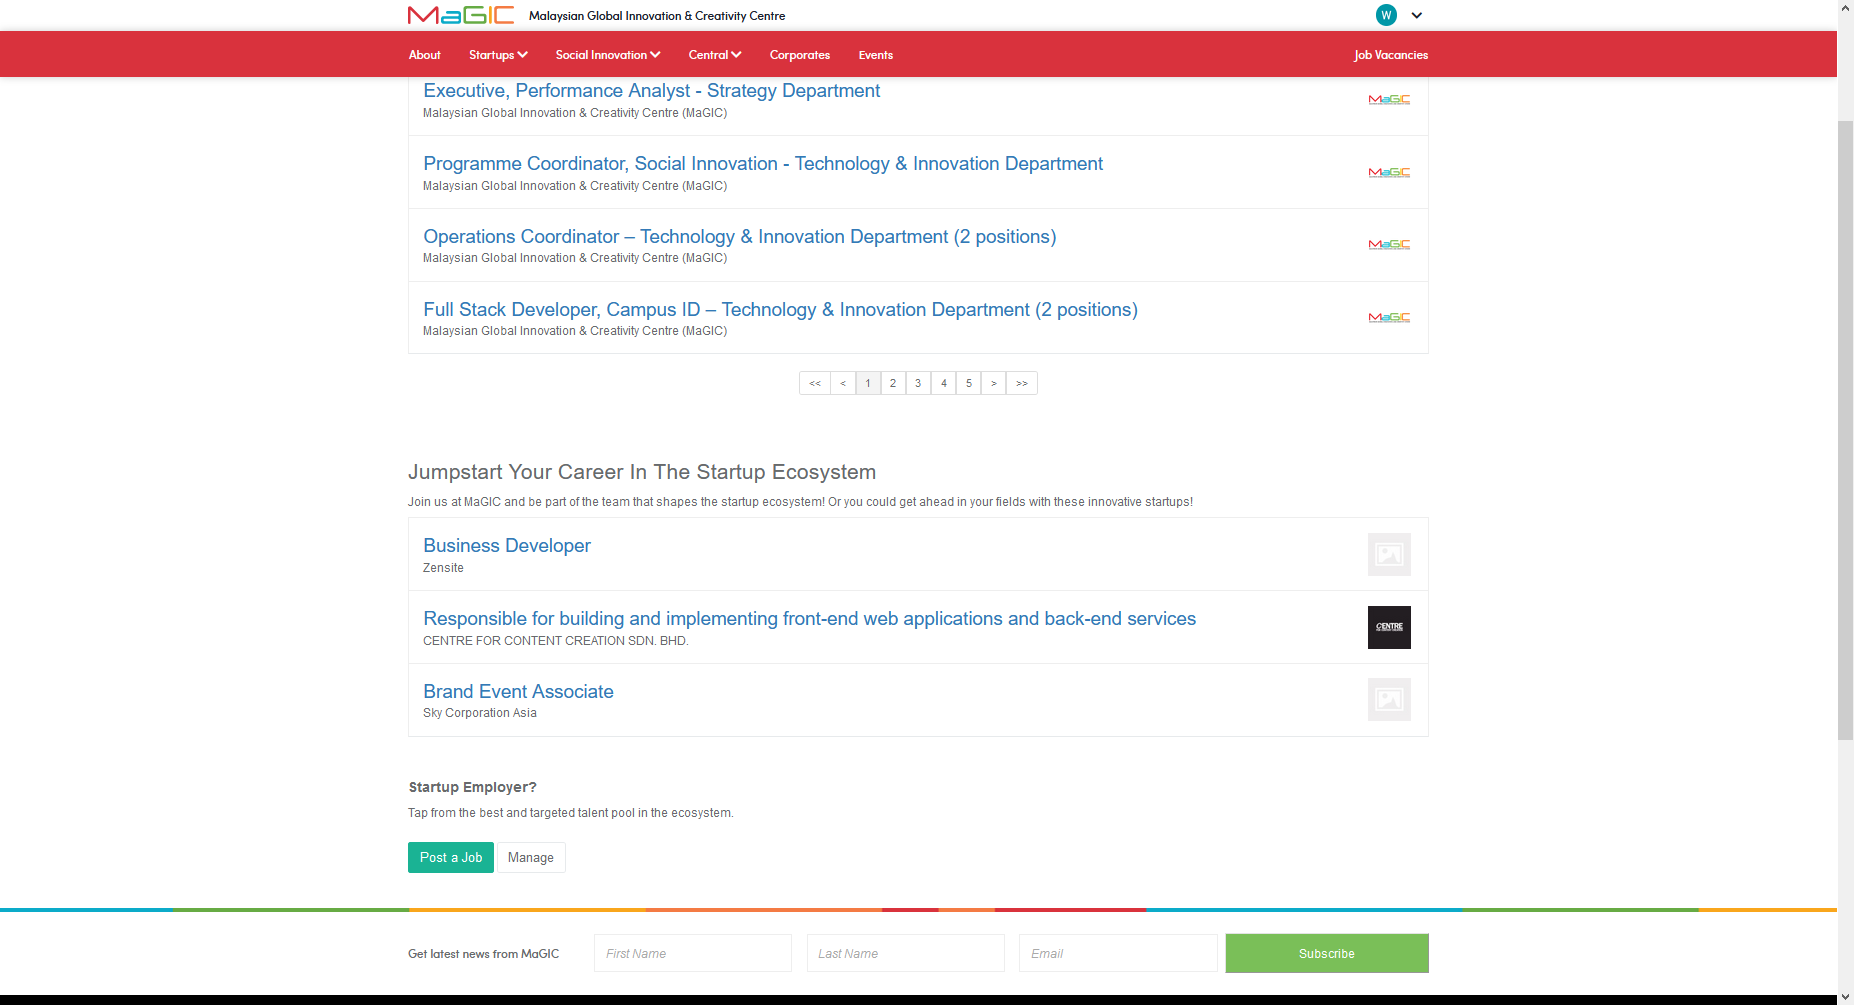 MaGIC Malaysian Global Innovation & Creativity Centre W
About Startups Social Innovation Central Corporates Events Job Vacancies
Executive, Performance Analyst - Strategy Department
Malaysian Global Innovation & Creativity Centre (MaGIC)
MaGIC
Programme Coordinator, Social Innovation - Technology & Innovation Department
Malaysian Global Innovation & Creativity Centre (MaGIC)
MaGIC
Operations Coordinator – Technology & Innovation Department (2 positions)
Malaysian Global Innovation & Creativity Centre (MaGIC)
MaGIC
Full Stack Developer, Campus ID – Technology & Innovation Department (2 positions)
Malaysian Global Innovation & Creativity Centre (MaGIC)
MaGIC
<< < 1 2 3 4 5 > >>
Jumpstart Your Career In The Startup Ecosystem
Join us at MaGIC and be part of the team that shapes the startup ecosystem! Or you could get ahead in your fields with these innovative startups!
Business Developer
Zensite
Responsible for building and implementing front-end web applications and back-end services
CENTRE FOR CONTENT CREATION SDN. BHD.
CENTRE
Brand Event Associate
Sky Corporation Asia
Startup Employer?
Tap from the best and targeted talent pool in the ecosystem.
Post a Job Manage
Get latest news from MaGIC First Name Last Name Email Subscribe